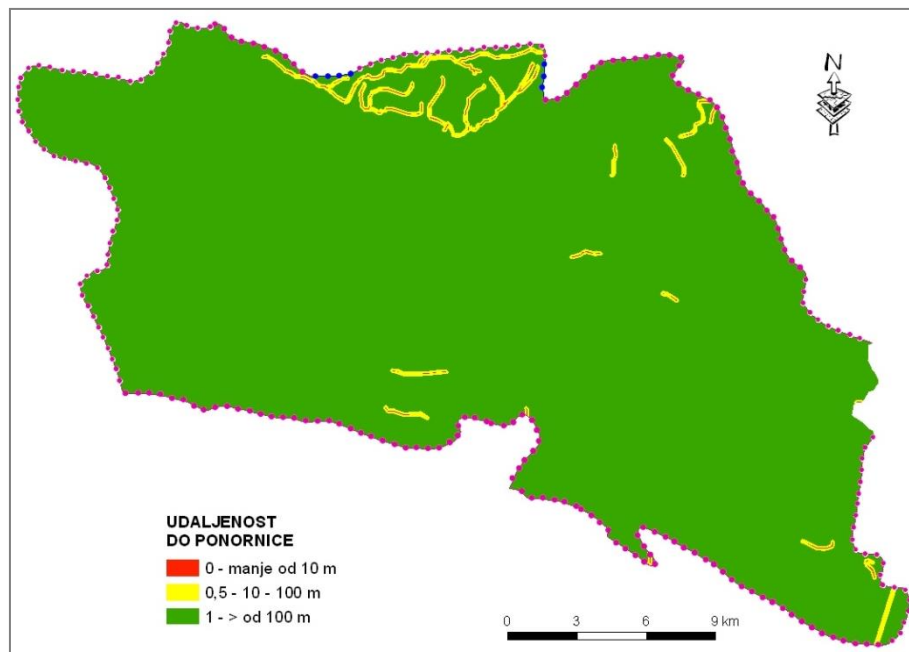 N
UDALJENOST
DO PONORNICE
0 - manje od 10 m
0,5 - 10 - 100 m
1 - > od 100 m
0 3 6 9 km